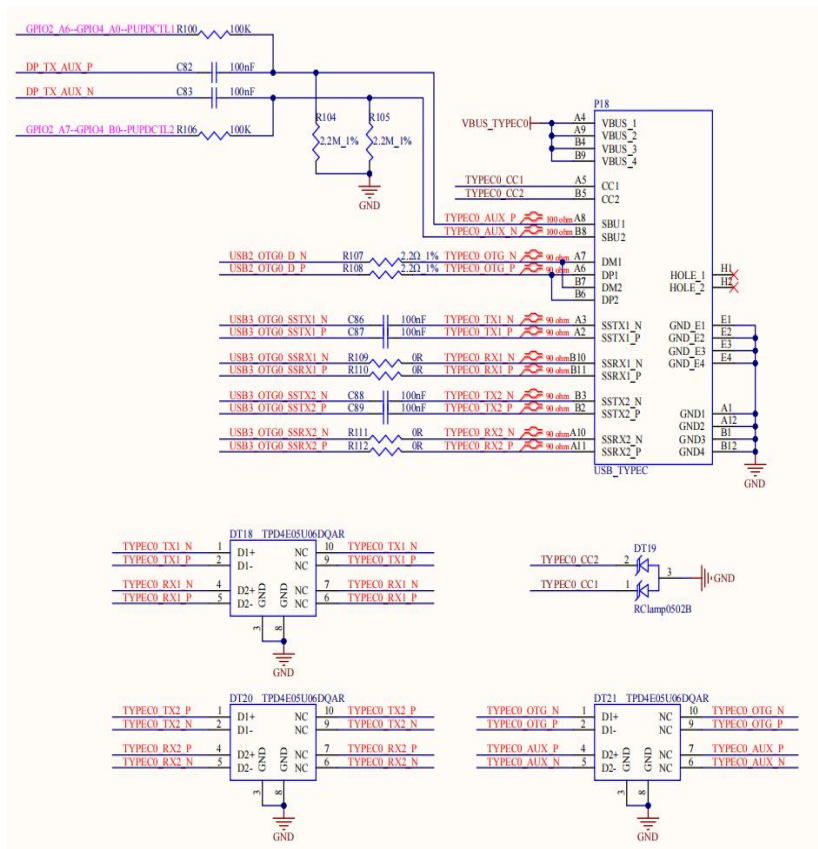 GPIO2_A6--GPIO4_A0--PUPDCTL1 R100 100K
DP_TX_AUX_P C82 100nF
DP_TX_AUX_N C83 100nF
GPIO2_A7--GPIO4_B0--PUPDCTL2 R106 100K
R104 R105
2.2M_1% 2.2M_1%
GND
P18
VBUS_TYPEC0 A4 VBUS_1
A9 VBUS_2
B4 VBUS_3
B9 VBUS_4
TYPEC0_CC1 A5 CC1
TYPEC0_CC2 B5 CC2
TYPEC0_AUX_P 100 ohm A8 SBU1
TYPEC0_AUX_N 100 ohm B8 SBU2
USB2_OTG0_D_N R107 2.2Ω_1% TYPEC0_OTG_N 90 ohm A7 DM1
USB2_OTG0_D_P R108 2.2Ω_1% TYPEC0_OTG_P 90 ohm A6 DP1
B7 DM2
B6 DP2
HOLE_1 H1
HOLE_2 H2
USB3_OTG0_SSTX1_N C86 100nF TYPEC0_TX1_N 90 ohm A3 SSTX1_N
USB3_OTG0_SSTX1_P C87 100nF TYPEC0_TX1_P 90 ohm A2 SSTX1_P
USB3_OTG0_SSRX1_N R109 0R TYPEC0_RX1_N 90 ohm B10 SSRX1_N
USB3_OTG0_SSRX1_P R110 0R TYPEC0_RX1_P 90 ohm B11 SSRX1_P
USB3_OTG0_SSTX2_N C88 100nF TYPEC0_TX2_N 90 ohm B3 SSTX2_N
USB3_OTG0_SSTX2_P C89 100nF TYPEC0_TX2_P 90 ohm B2 SSTX2_P
USB3_OTG0_SSRX2_N R111 0R TYPEC0_RX2_N 90 ohm A10 SSRX2_N
USB3_OTG0_SSRX2_P R112 0R TYPEC0_RX2_P 90 ohm A11 SSRX2_P
GND_E1 E1
GND_E2 E2
GND_E3 E3
GND_E4 E4
GND1 A1
GND2 A12
GND3 B1
GND4 B12
USB_TYPEC
GND
DT18 TPD4E05U06DQAR
TYPEC0_TX1_N 1 D1+ NC 10 TYPEC0_TX1_N
TYPEC0_TX1_P 2 D1- NC 9 TYPEC0_TX1_P
TYPEC0_RX1_N 4 D2+ NC 7 TYPEC0_RX1_N
TYPEC0_RX1_P 5 D2- NC 6 TYPEC0_RX1_P
GND GND
3 8
GND
DT19
TYPEC0_CC2 2
3 GND
TYPEC0_CC1 1
RClamp0502B
DT20 TPD4E05U06DQAR
TYPEC0_TX2_P 1 D1+ NC 10 TYPEC0_TX2_P
TYPEC0_TX2_N 2 D1- NC 9 TYPEC0_TX2_N
TYPEC0_RX2_P 4 D2+ NC 7 TYPEC0_RX2_P
TYPEC0_RX2_N 5 D2- NC 6 TYPEC0_RX2_N
GND GND
3 8
GND
DT21 TPD4E05U06DQAR
TYPEC0_OTG_N 1 D1+ NC 10 TYPEC0_OTG_N
TYPEC0_OTG_P 2 D1- NC 9 TYPEC0_OTG_P
TYPEC0_AUX_P 4 D2+ NC 7 TYPEC0_AUX_P
TYPEC0_AUX_N 5 D2- NC 6 TYPEC0_AUX_N
GND GND
3 8
GND